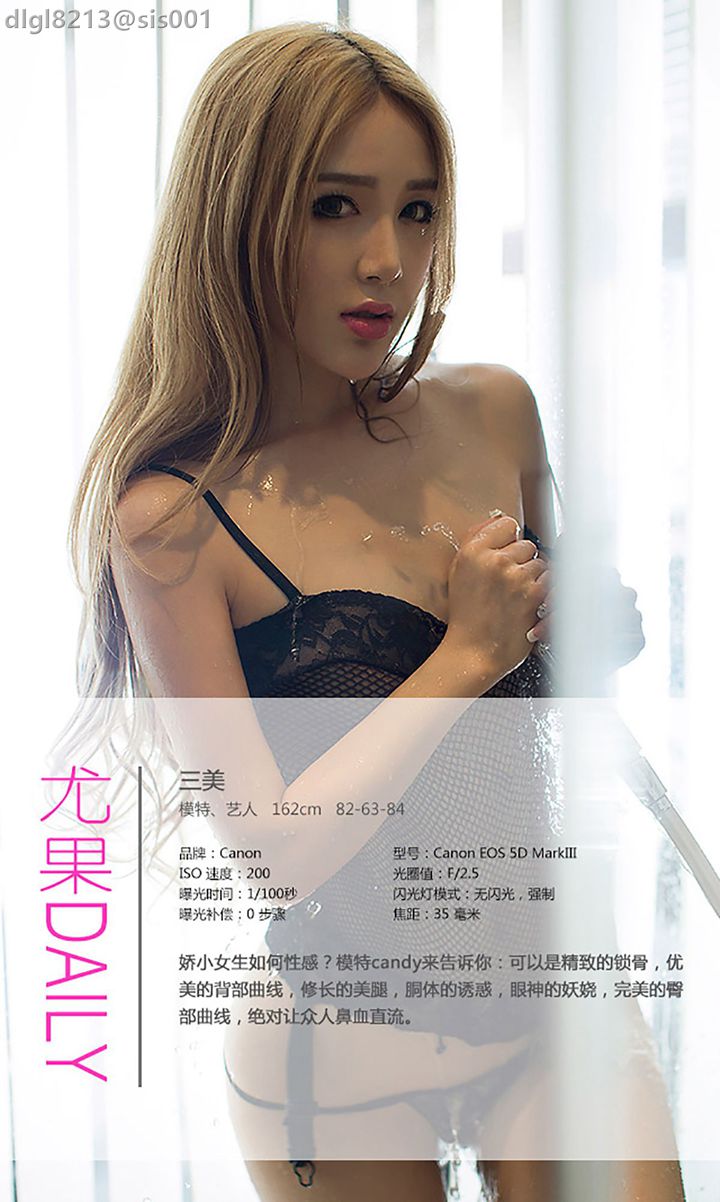 dlgl8213@sis001
尤果DAILY
三美
模特、艺人 162cm 82-63-84
品牌：Canon
型号：Canon EOS 5D MarkIII
ISO 速度：200
光圈值：F/2.5
曝光时间：1/100秒
闪光灯模式：无闪光，强制
曝光补偿：0 步骤
焦距：35 毫米
娇小女生如何性感？模特candy来告诉你：可以是精致的锁骨，优
美的背部曲线，修长的美腿，胴体的诱惑，眼神的妖娆，完美的臀
部曲线，绝对让众人鼻血直流。